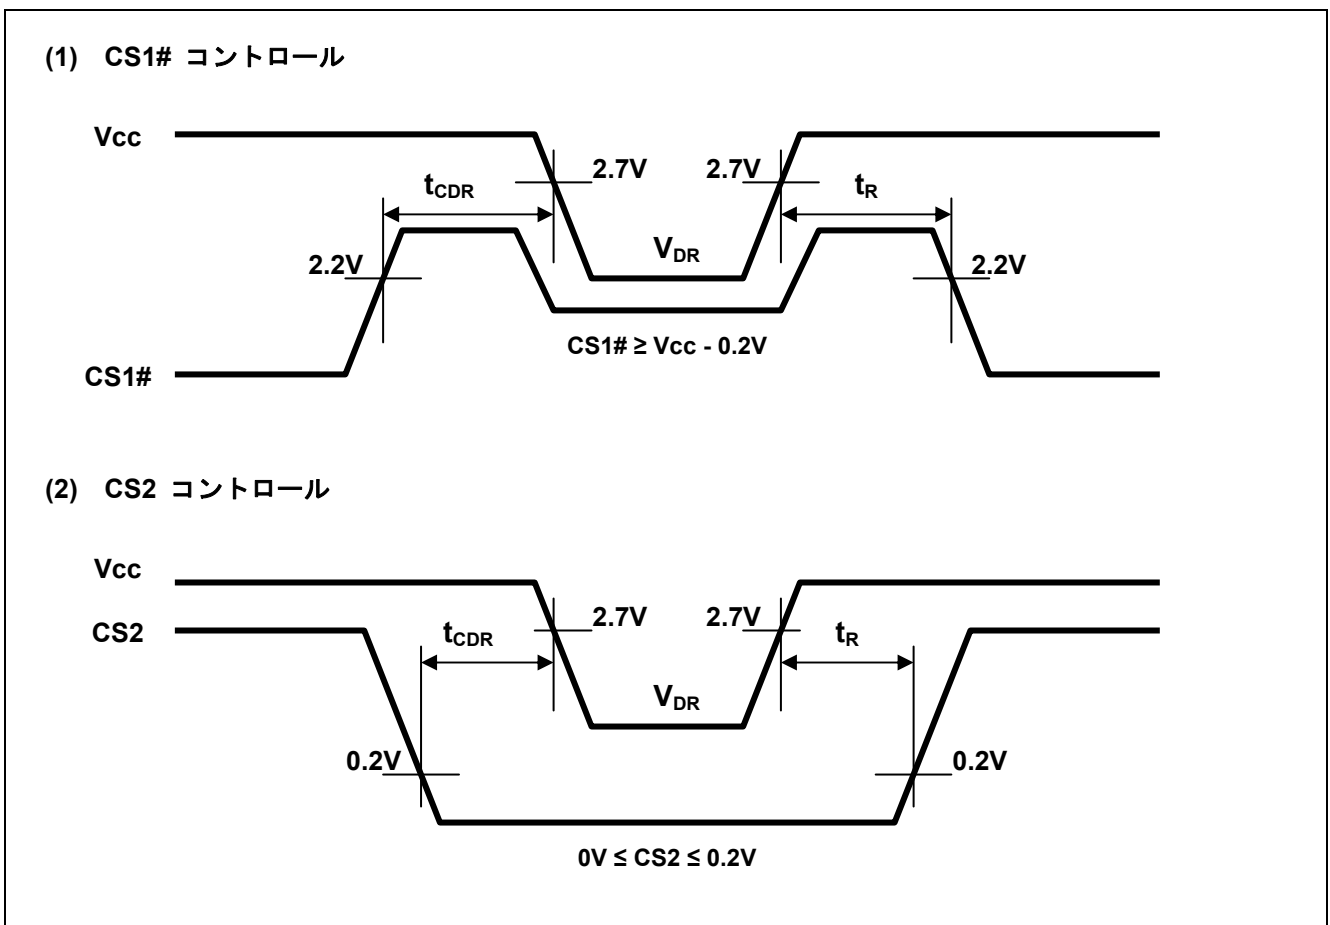 (1) CS1# コントロール
Vcc
2.7V 2.7V
tCDR tR
VDR
2.2V 2.2V
CS1# ≥ Vcc - 0.2V
CS1#
(2) CS2 コントロール
Vcc
2.7V 2.7V
CS2
tCDR tR
VDR
0.2V 0.2V
0V ≤ CS2 ≤ 0.2V